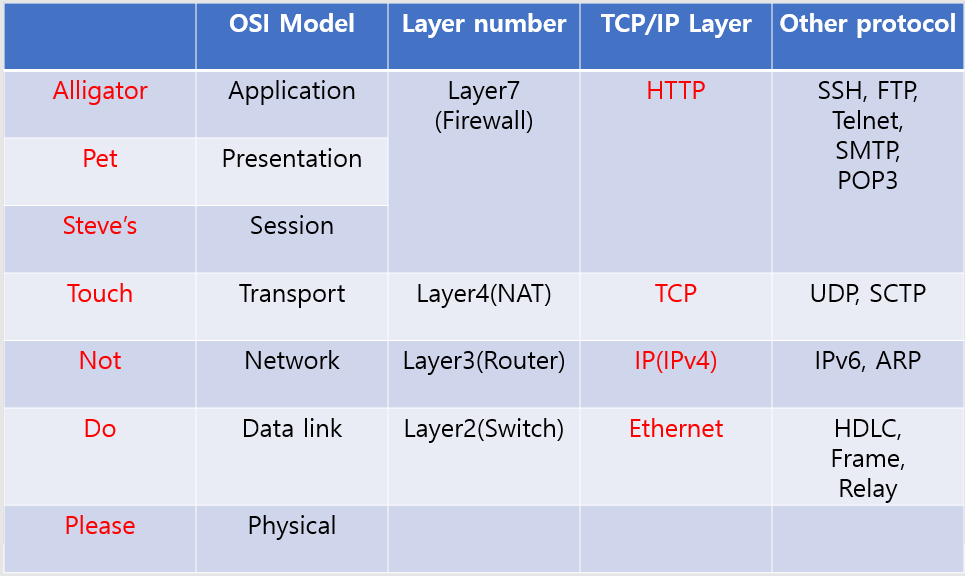 OSI Model Layer number TCP/IP Layer Other protocol
Alligator Application Layer7 HTTP SSH, FTP,
(Firewall) Telnet,
SMTP,
Pet Presentation
POP3
Steve’s Session
Touch Transport Layer4(NAT) TCP UDP, SCTP
Not Network Layer3(Router) IP(IPv4) IPv6, ARP
Do Data link Layer2(Switch) Ethernet HDLC,
Frame,
Relay
Please Physical